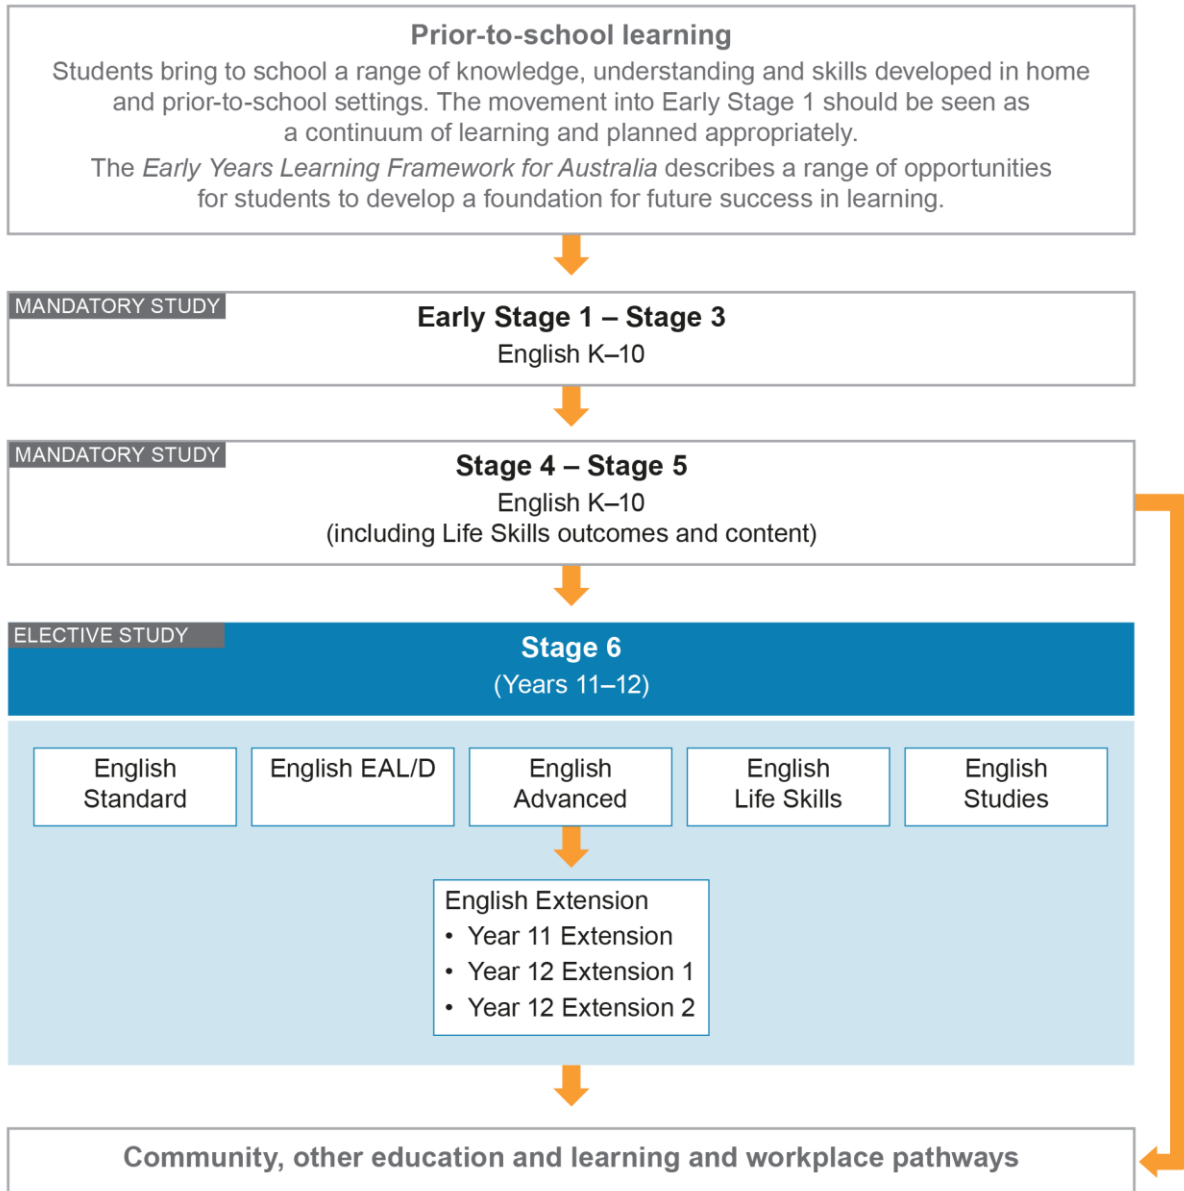 Prior-to-school learning
Students bring to school a range of knowledge, understanding and skills developed in home
and prior-to-school settings. The movement into Early Stage 1 should be seen as
a continuum of learning and planned appropriately.
The Early Years Learning Framework for Australia describes a range of opportunities
for students to develop a foundation for future success in learning.
MANDATORY STUDY
Early Stage 1 – Stage 3
English K–10
MANDATORY STUDY
Stage 4 – Stage 5
English K–10
(including Life Skills outcomes and content)
ELECTIVE STUDY
Stage 6
(Years 11–12)
English
Standard
English EAL/D
English
Advanced
English
Life Skills
English
Studies
English Extension
• Year 11 Extension
• Year 12 Extension 1
• Year 12 Extension 2
Community, other education and learning and workplace pathways